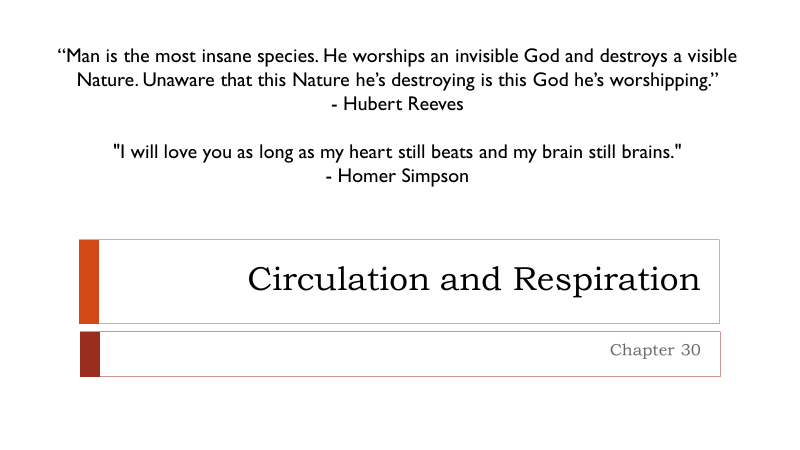 “Man is the most insane species. He worships an invisible God and destroys a visible
Nature. Unaware that this Nature he’s destroying is this God he’s worshipping.”
- Hubert Reeves
"I will love you as long as my heart still beats and my brain still brains."
- Homer Simpson
Circulation and Respiration
Chapter 30